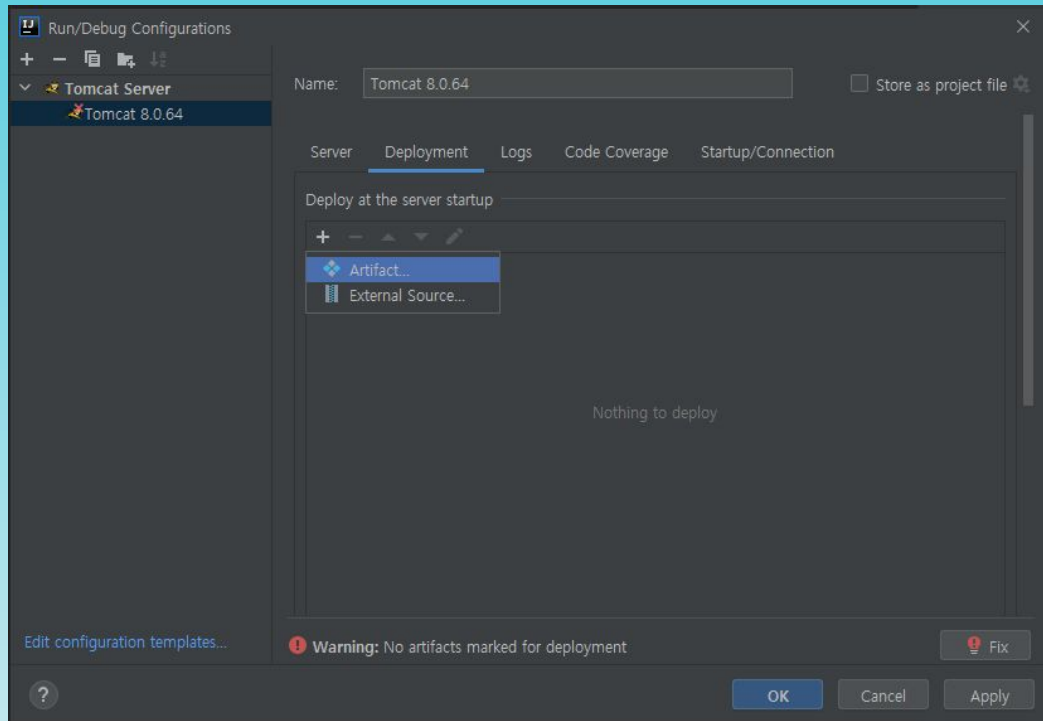 Run/Debug Configurations
Tomcat Server
Tomcat 8.0.64
Name: Tomcat 8.0.64
Store as project file
Server Deployment Logs Code Coverage Startup/Connection
Deploy at the server startup
Artifact...
External Source...
Nothing to deploy
Edit configuration templates...
Warning: No artifacts marked for deployment
Fix
?
OK Cancel Apply